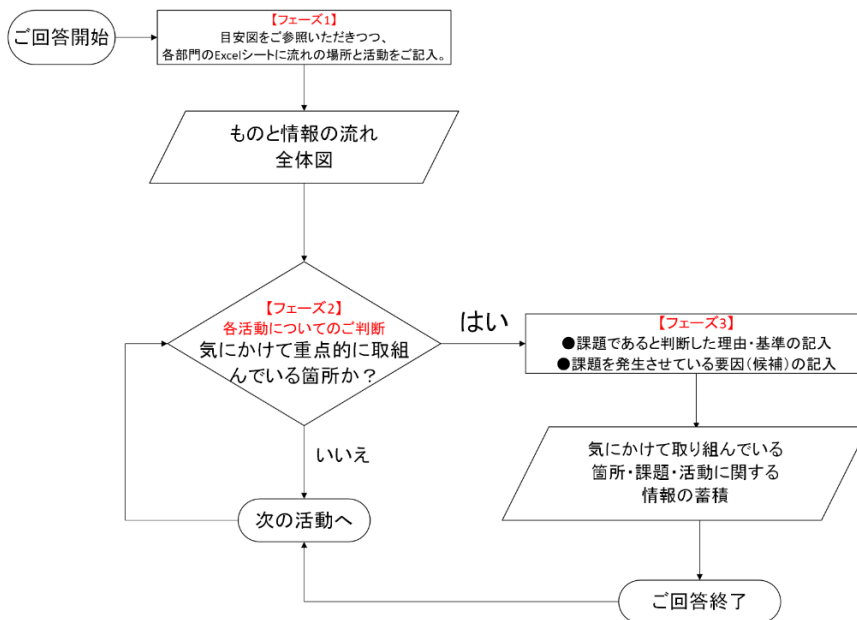 ご回答開始
【フェーズ1】
目安図をご参照いただきつつ、
各部門のExcelシートに流れの場所と活動をご記入。
ものと情報の流れ
全体図
【フェーズ2】
各活動についてのご判断
気にかけて重点的に取組
んでいる箇所か？
はい
【フェーズ3】
●課題であると判断した理由・基準の記入
●課題を発生させている要因（候補）の記入
いいえ
気にかけて取り組んでいる
箇所・課題・活動に関する
情報の蓄積
次の活動へ
ご回答終了